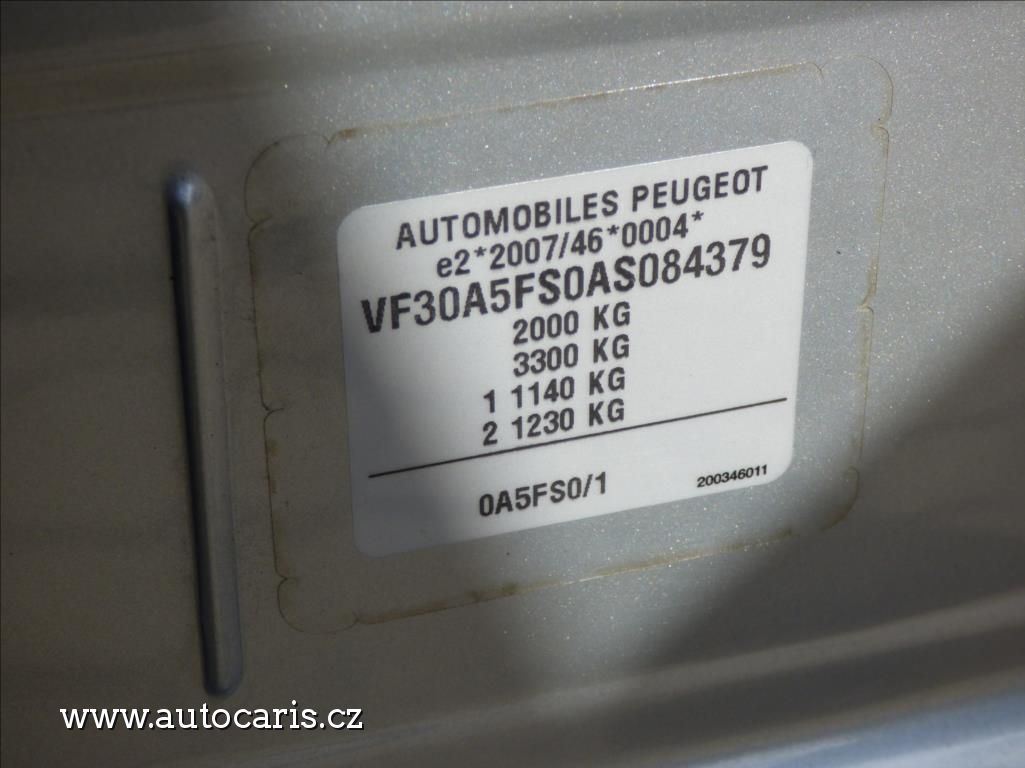 AUTOMOBILES PEUGEOT
e2*2007/46*0004*
VF30A5FS0AS084379
2000 KG
3300 KG
1 1140 KG
2 1230 KG
0A5FS0/1
200346011
www.autocaris.cz